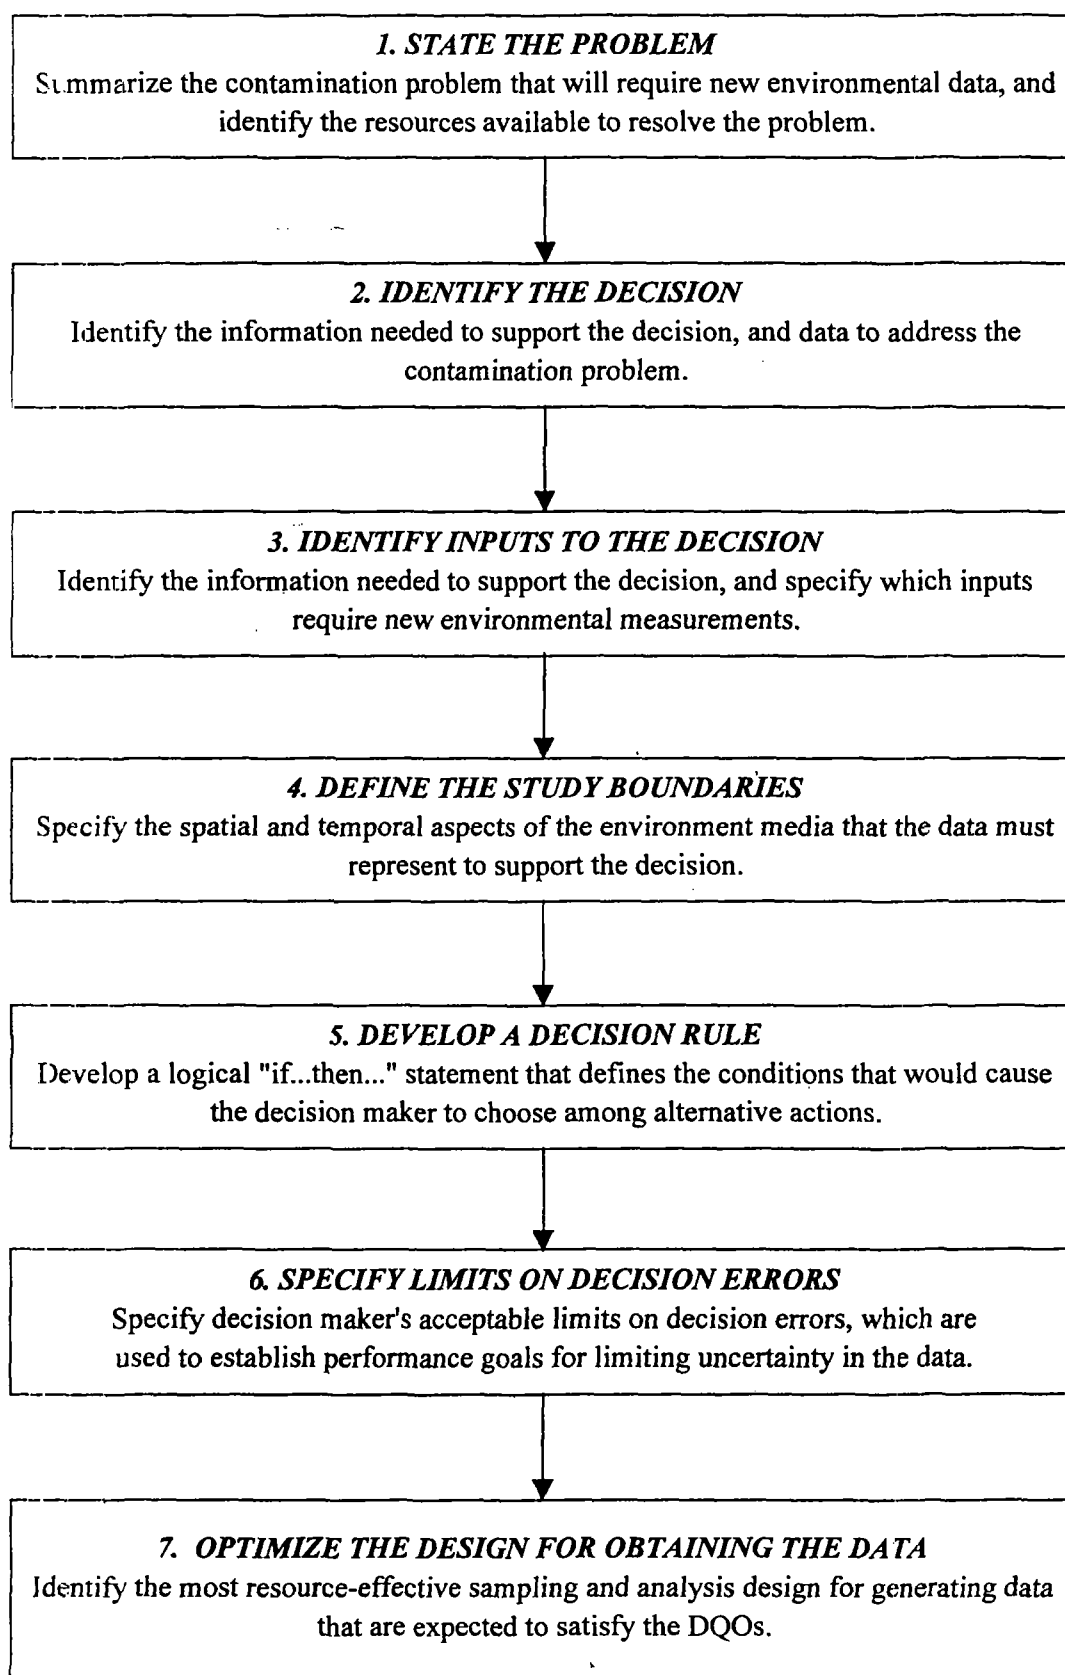 1. STATE THE PROBLEM
Summarize the contamination problem that will require new environmental data, and
identify the resources available to resolve the problem.
2. IDENTIFY THE DECISION
Identify the information needed to support the decision, and data to address the
contamination problem.
3. IDENTIFY INPUTS TO THE DECISION
Identify the information needed to support the decision, and specify which inputs
require new environmental measurements.
4. DEFINE THE STUDY BOUNDARIES
Specify the spatial and temporal aspects of the environment media that the data must
represent to support the decision.
5. DEVELOP A DECISION RULE
Develop a logical "if...then..." statement that defines the conditions that would cause
the decision maker to choose among alternative actions.
6. SPECIFY LIMITS ON DECISION ERRORS
Specify decision maker's acceptable limits on decision errors, which are
used to establish performance goals for limiting uncertainty in the data.
7. OPTIMIZE THE DESIGN FOR OBTAINING THE DATA
Identify the most resource-effective sampling and analysis design for generating data
that are expected to satisfy the DQOs.